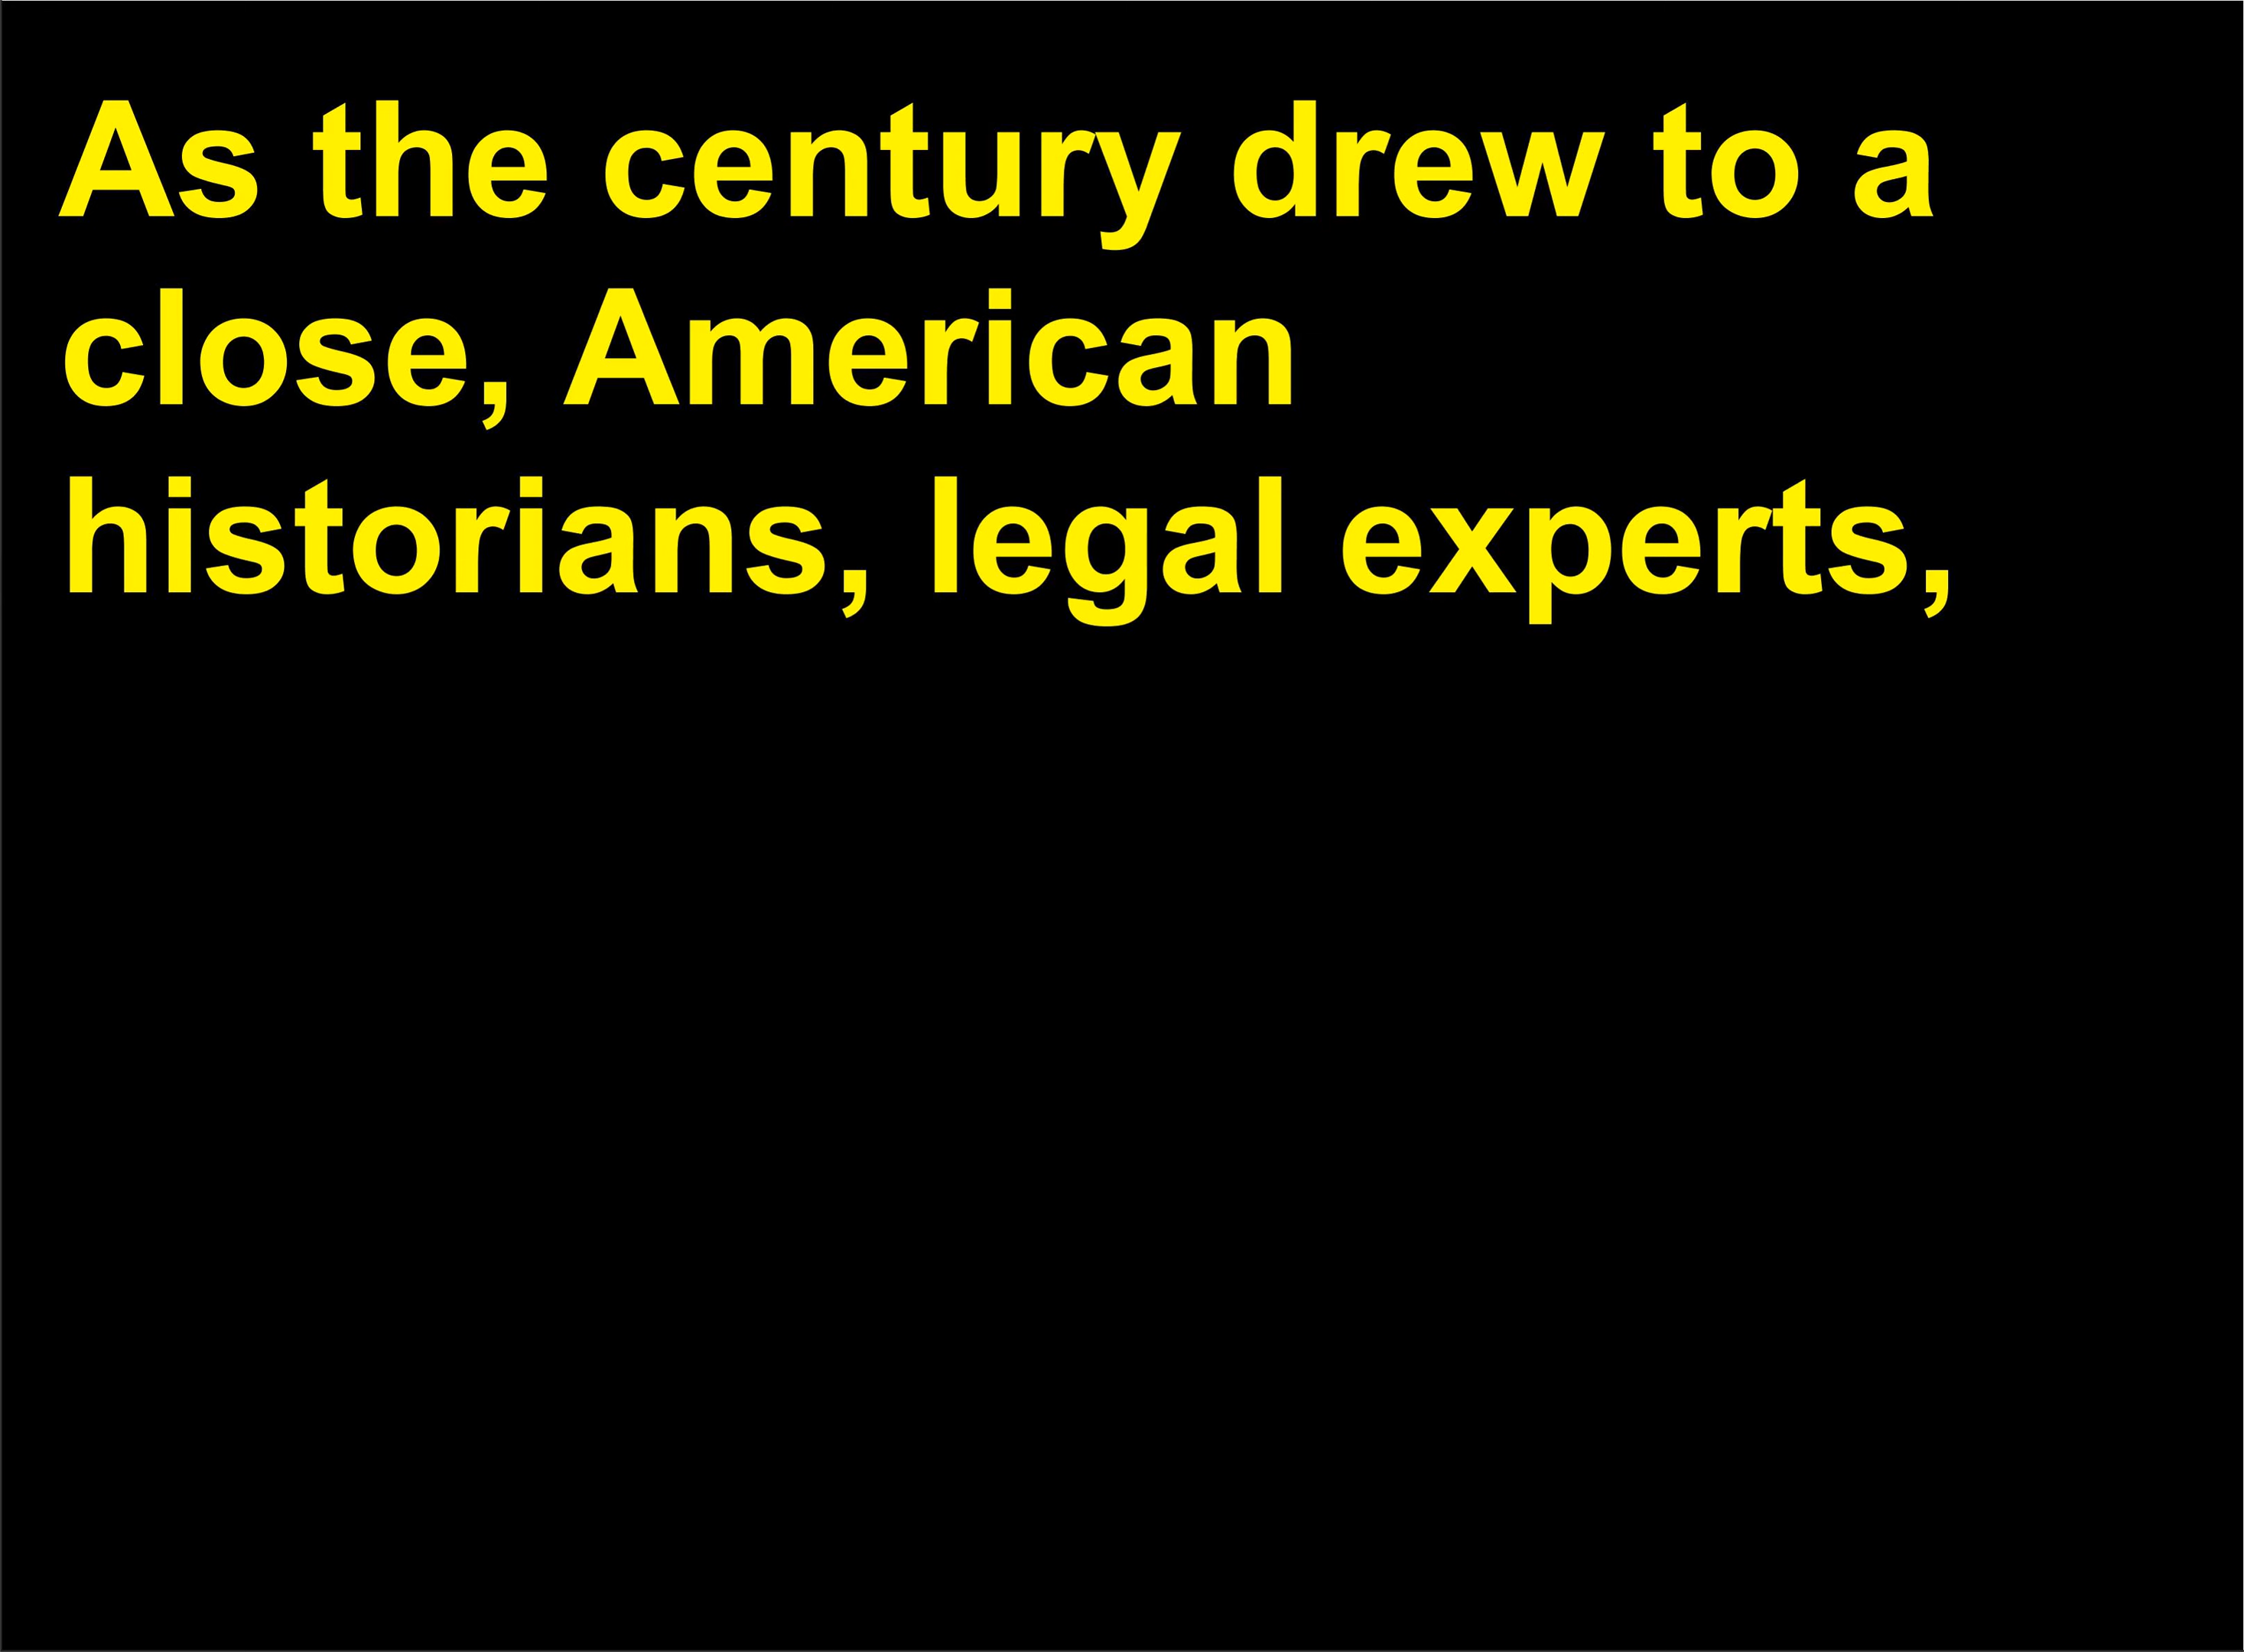 As the century drew to a
close, American
historians, legal experts,